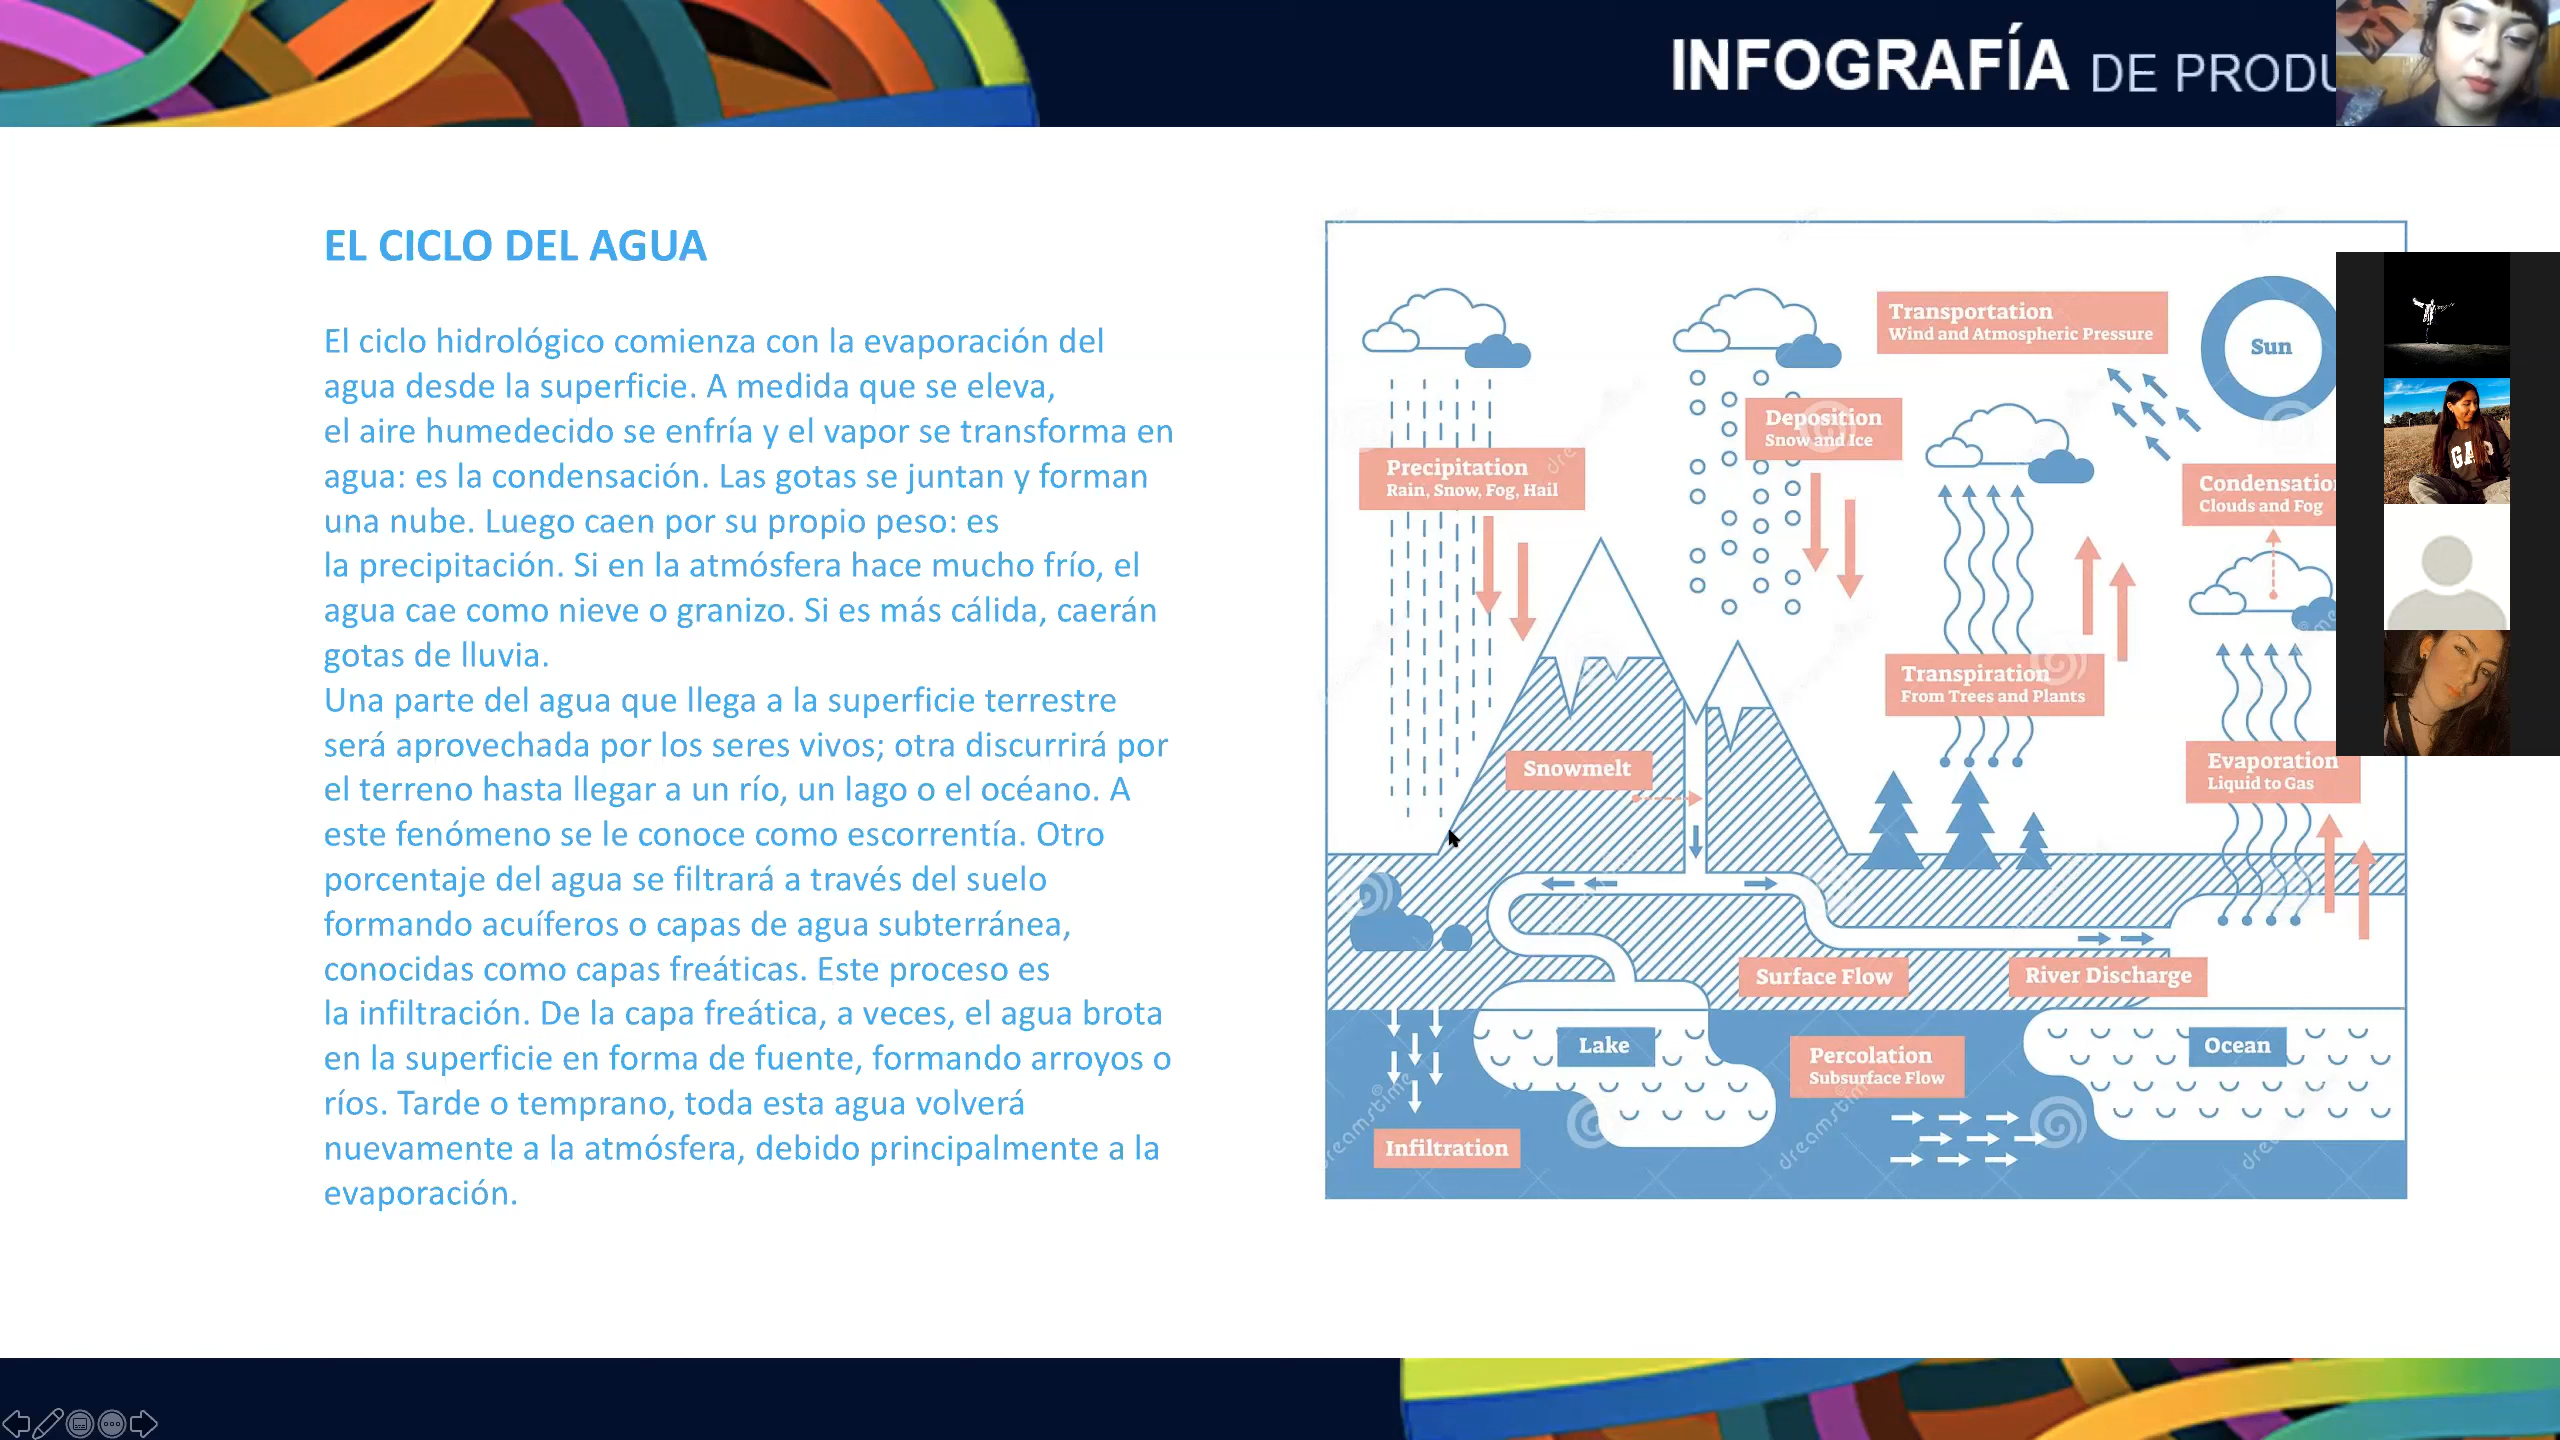 INFOGRAFÍA DE PRODU
EL CICLO DEL AGUA
El ciclo hidrológico comienza con la evaporación del
agua desde la superficie. A medida que se eleva,
el aire humedecido se enfría y el vapor se transforma en
agua: es la condensación. Las gotas se juntan y forman
una nube. Luego caen por su propio peso: es
la precipitación. Si en la atmósfera hace mucho frío, el
agua cae como nieve o granizo. Si es más cálida, caerán
gotas de lluvia.
Una parte del agua que llega a la superficie terrestre
será aprovechada por los seres vivos; otra discurrirá por
el terreno hasta llegar a un río, un lago o el océano. A
este fenómeno se le conoce como escorrentía. Otro
porcentaje del agua se filtrará a través del suelo
formando acuíferos o capas de agua subterránea,
conocidas como capas freáticas. Este proceso es
la infiltración. De la capa freática, a veces, el agua brota
en la superficie en forma de fuente, formando arroyos o
ríos. Tarde o temprano, toda esta agua volverá
nuevamente a la atmósfera, debido principalmente a la
evaporación.
Transportation
Wind and Atmospheric Pressure
Sun
Deposition
Snow and Ice
Precipitation
Rain, Snow, Fog, Hail
Condensatio
Clouds and Fog
Transpiration
From Trees and Plants
Snowmelt
Evaporation
Liquid to Gas
Surface Flow
River Discharge
Lake
Percolation
Subsurface Flow
Ocean
Infiltration
dreamstime
dreamstime